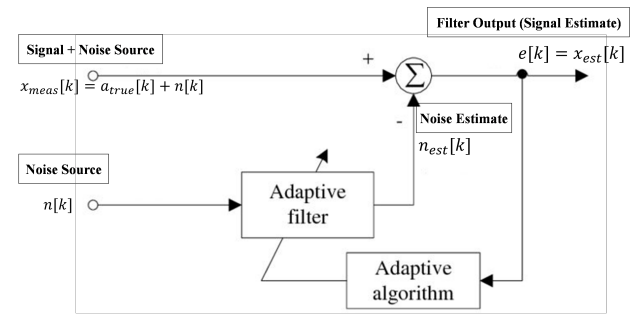 Filter Output (Signal Estimate)
Signal + Noise Source
e[k] = x_est[k]
+
Σ
x_meas[k] = a_true[k] + n[k]
-
Noise Estimate
n_est[k]
Noise Source
n[k]
Adaptive
filter
Adaptive
algorithm